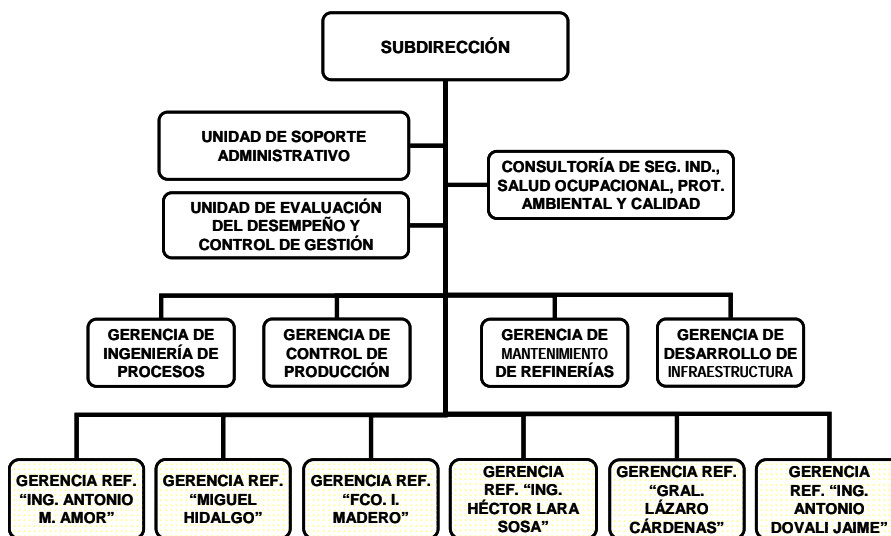 SUBDIRECCIÓN
UNIDAD DE SOPORTE
ADMINISTRATIVO
CONSULTORÍA DE SEG. IND.,
SALUD OCUPACIONAL, PROT.
AMBIENTAL Y CALIDAD
UNIDAD DE EVALUACIÓN
DEL DESEMPEÑO Y
CONTROL DE GESTIÓN
GERENCIA DE
INGENIERÍA DE
PROCESOS
GERENCIA DE
CONTROL DE
PRODUCCIÓN
GERENCIA DE
MANTENIMIENTO
DE REFINERÍAS
GERENCIA DE
DESARROLLO DE
INFRAESTRUCTURA
GERENCIA REF.
“ING. ANTONIO
M. AMOR”
GERENCIA REF.
“MIGUEL
HIDALGO”
GERENCIA REF.
“FCO. I.
MADERO”
GERENCIA
REF. “ING.
HÉCTOR LARA
SOSA”
GERENCIA REF.
“GRAL.
LÁZARO
CÁRDENAS”
GERENCIA
REF. “ING.
ANTONIO
DOVALI JAIME”